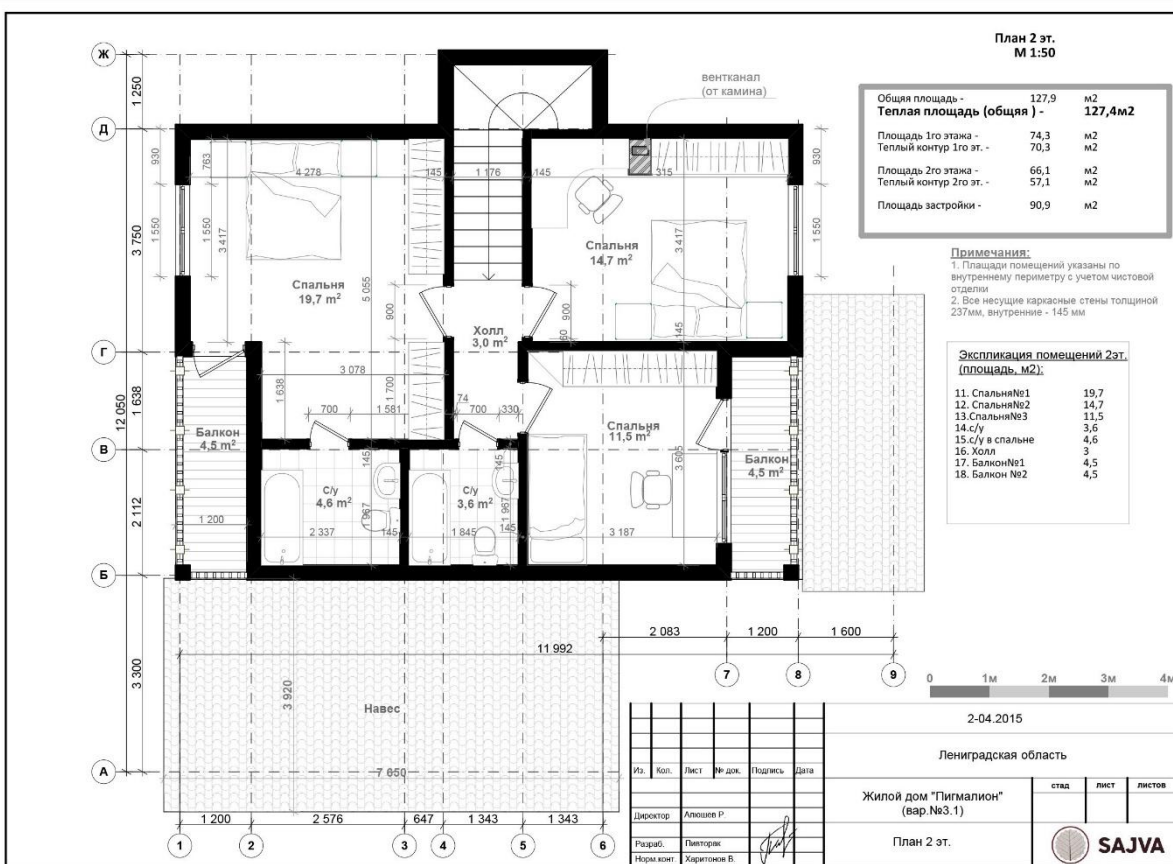 План 2 эт.
М 1:50
Общая площадь - 127,9 м2
Теплая площадь (общая ) - 127,4м2
Площадь 1го этажа - 74,3 м2
Теплый контур 1го эт. - 70,3 м2
Площадь 2го этажа - 66,1 м2
Теплый контур 2го эт. - 57,1 м2
Площадь застройки - 90,9 м2
Примечания:
1. Плащади помещений указаны по
внутреннему периметру с учетом чистовой
отделки
2. Все несущие каркасные стены толщиной
237мм, внутренние - 145 мм
Экспликация помещений 2эт.
(площадь, м2):
11. Спальня№1 19,7
12. Спальня№2 14,7
13.Спальня№3 11,5
14.с/у 3,6
15.с/у в спальне 4,6
16. Холл 3
17. Балкон№1 4,5
18. Балкон №2 4,5
Ж
Д
Г
В
Б
А
1 250
3 750
1 638
2 112
3 300
12 050
вентканал
(от камина)
930
763
1 550
1 550
3 417
4 278
145
1 176
145
315
930
1 550
Спальня
19,7 m²
5 055
900
Холл
3,0 m²
900
60
Спальня
14,7 m²
3 417
145
3 078
1 638
1 700
700
1 581
74
700
330
Балкон
4,5 m²
1 200
Спальня
11,5 m²
3 605
3 187
Балкон
4,5 m²
С/у
4,6 m²
145
1 967
2 337
145
С/у
3,6 m²
145
1 967
1 845
145
2 083
1 200
1 600
11 992
7
8
9
3 920
Навес
7 650
1 200
2 576
647
1 343
1 343
1
2
3
4
5
6
0 1м 2м 3м 4м
2-04.2015
Лениградская область
Из. Кол. Лист № док. Подпись Дата
Жилой дом "Пигмалион"
(вар.№3.1)
стад лист листов
Директор Алюшев Р.
Разраб. Пивторак
Норм.конт. Харитонов В.
План 2 эт.
SAJVA